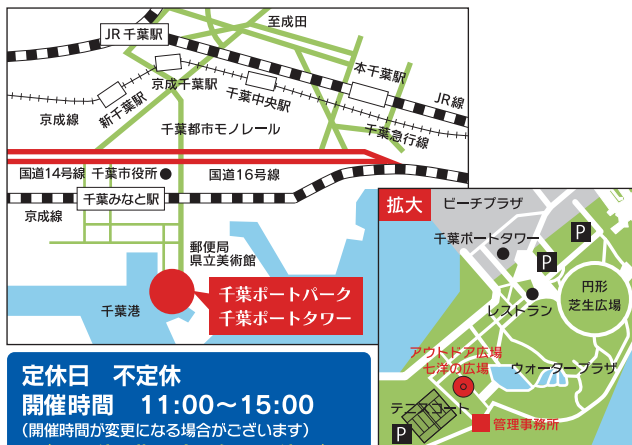 至成田
JR 千葉駅
京成千葉駅
本千葉駅
新千葉駅
千葉中央駅
JR線
京成線
千葉都市モノレール
千葉急行線
国道14号線
千葉市役所
国道16号線
千葉みなと駅
京成線
郵便局
県立美術館
千葉港
千葉ポートパーク
千葉ポートタワー
拡大
ビーチプラザ
P
千葉ポートタワー
P
円形
芝生広場
レストラン
アウトドア広場
七洋の広場
ウォータープラザ
テニスコート
管理事務所
P
定休日 不定休
開催時間 11:00～15:00
(開催時間が変更になる場合がございます)